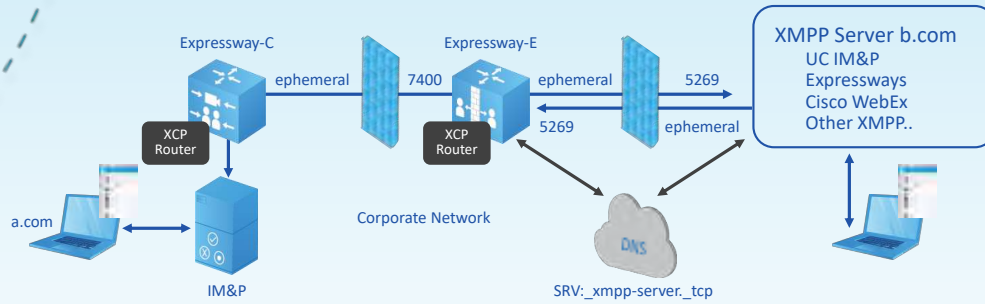 Expressway-C
Expressway-E
XMPP Server b.com
UC IM&P
Expressways
Cisco WebEx
Other XMPP..
ephemeral
7400
ephemeral
5269
5269
ephemeral
XCP
Router
XCP
Router
a.com
Corporate Network
DNS
IM&P
SRV:_xmpp-server._tcp